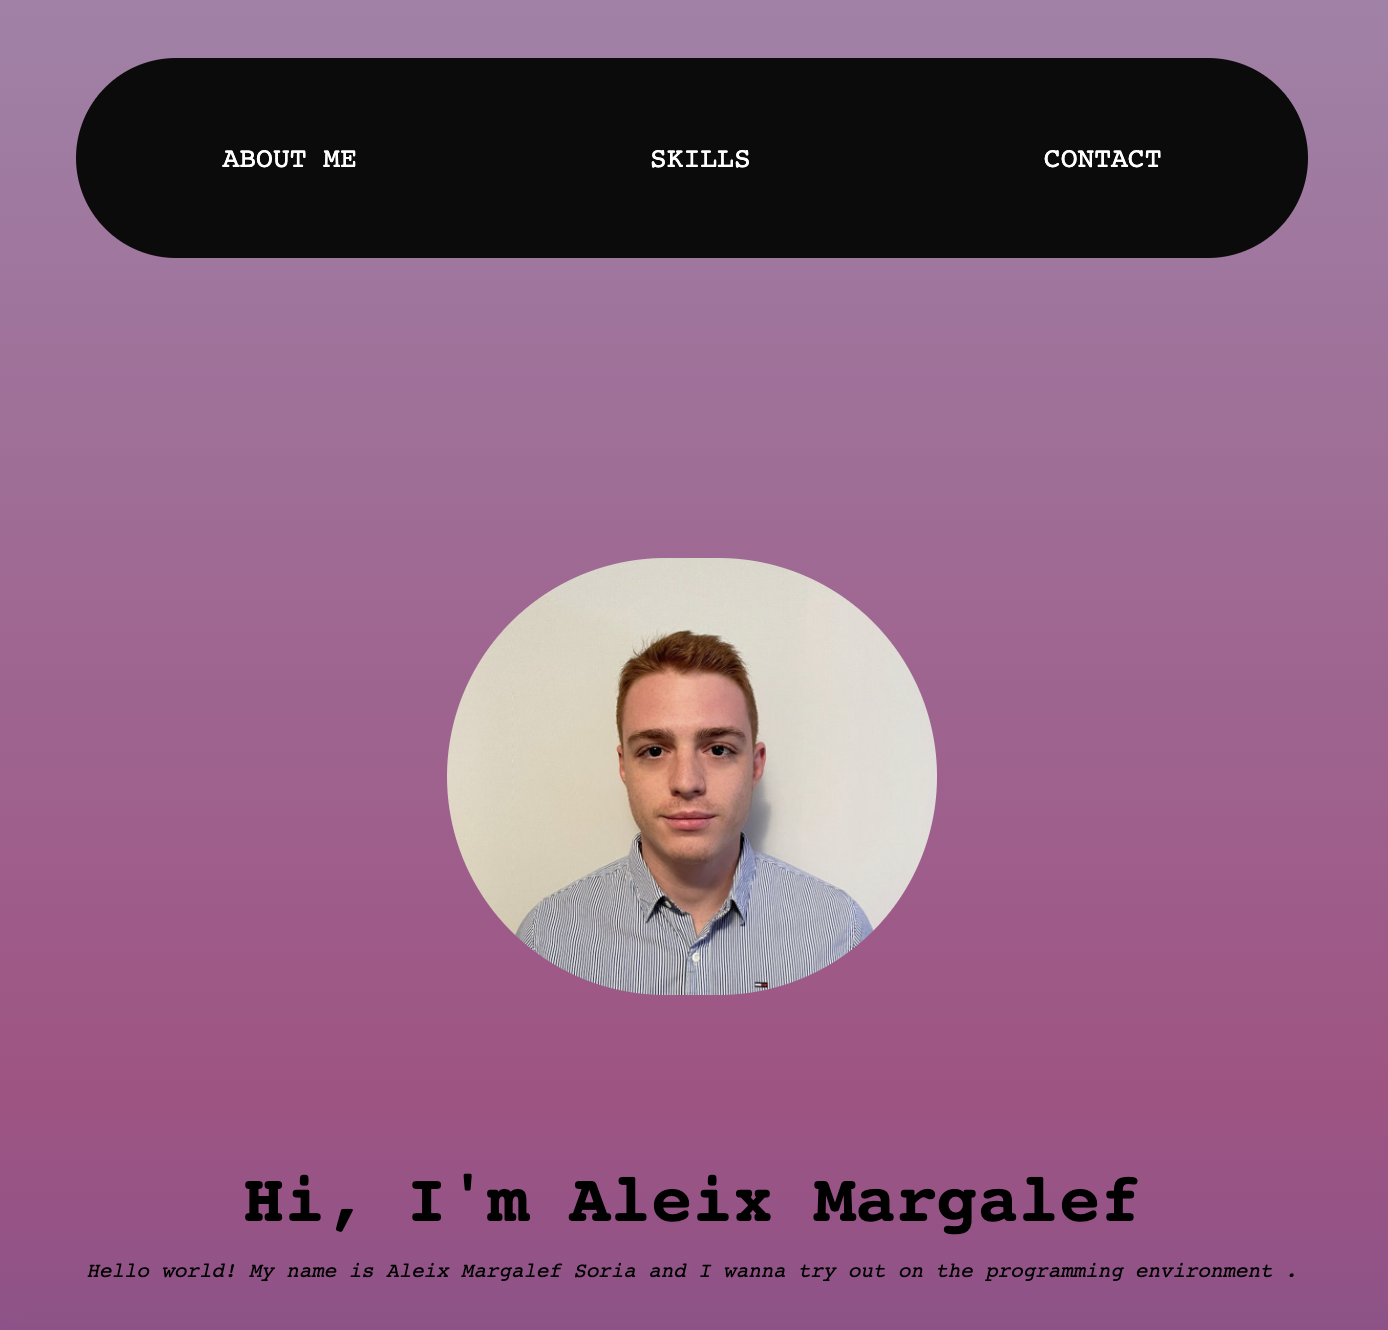 ABOUT ME SKILLS CONTACT
Hi, I'm Aleix Margalef
Hello world! My name is Aleix Margalef Soria and I wanna try out on the programming environment .